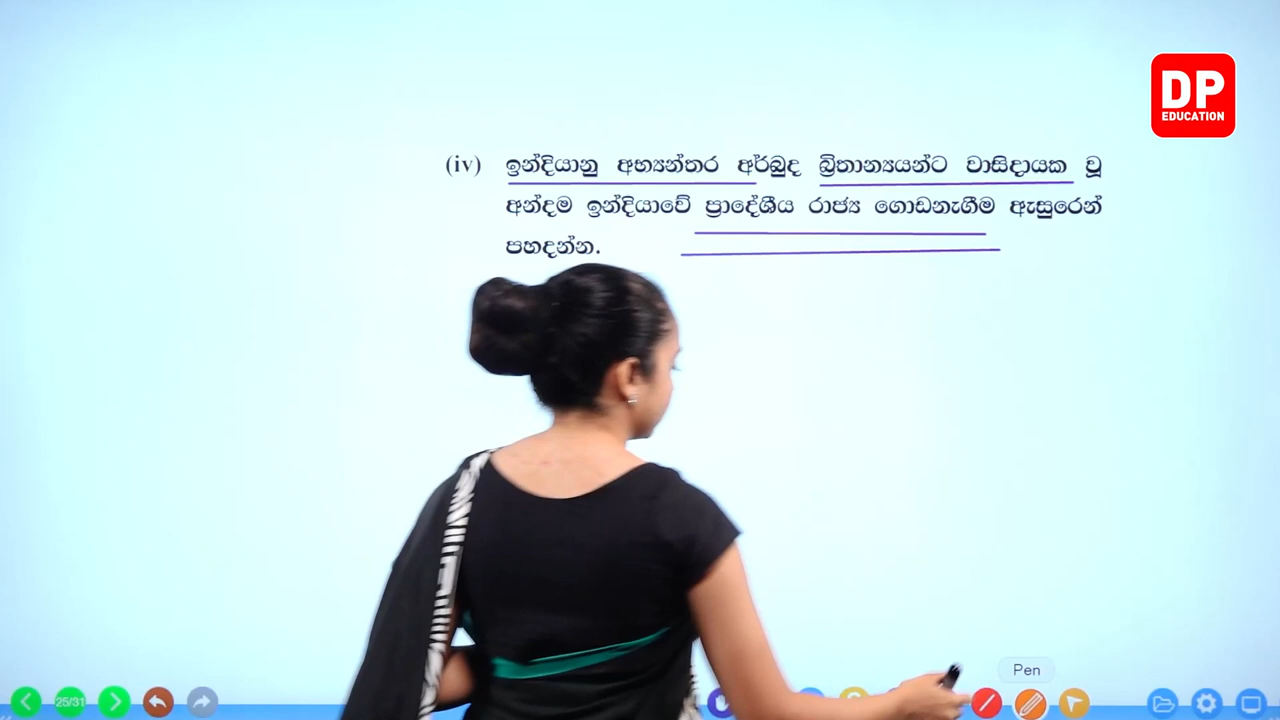 DP
EDUCATION
(iv) ඉන්දියානු අභ්‍යන්තර අර්බුද බ්‍රිතාන්‍යයන්ට වාසිදායක වූ
අන්දම ඉන්දියාවේ ප්‍රාදේශීය රාජ්‍ය ගොඩනැගීම ඇසුරෙන්
පහදන්න.
Pen
25/31